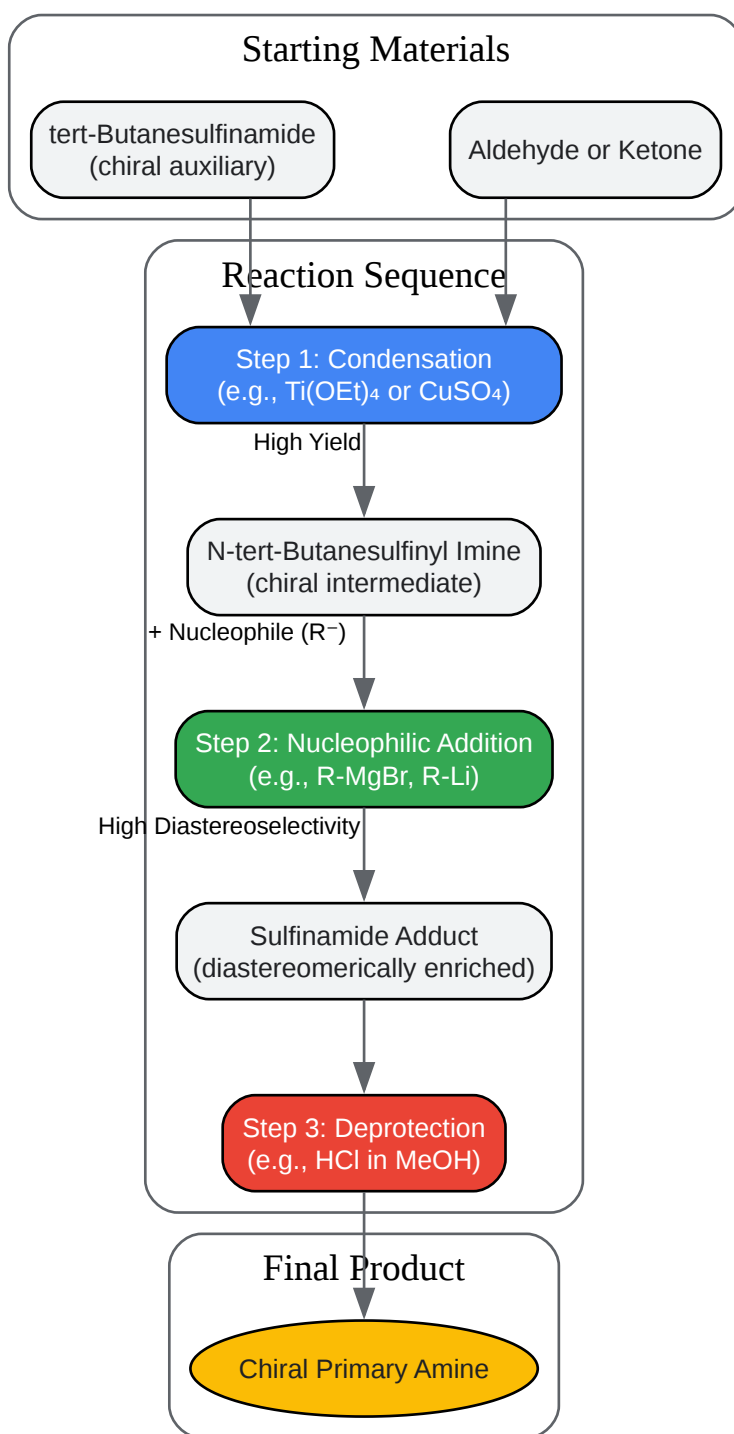 Starting Materials
tert-Butanesulfinamide
(chiral auxiliary)
Aldehyde or Ketone
Reaction Sequence
Step 1: Condensation
(e.g., Ti(OEt)₄ or CuSO₄)
High Yield
N-tert-Butanesulfinyl Imine
(chiral intermediate)
+ Nucleophile (R⁻)
Step 2: Nucleophilic Addition
(e.g., R-MgBr, R-Li)
High Diastereoselectivity
Sulfinamide Adduct
(diastereomerically enriched)
Step 3: Deprotection
(e.g., HCl in MeOH)
Final Product
Chiral Primary Amine